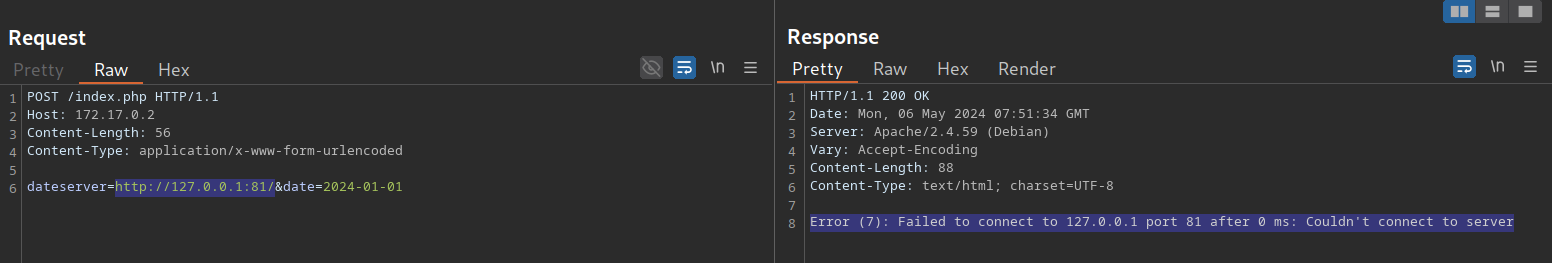 Request
Pretty Raw Hex
\n
1 POST /index.php HTTP/1.1
2 Host: 172.17.0.2
3 Content-Length: 56
4 Content-Type: application/x-www-form-urlencoded
5
6 dateserver=http://127.0.0.1:81/&date=2024-01-01
Response
Pretty Raw Hex Render
\n
1 HTTP/1.1 200 OK
2 Date: Mon, 06 May 2024 07:51:34 GMT
3 Server: Apache/2.4.59 (Debian)
4 Vary: Accept-Encoding
5 Content-Length: 88
6 Content-Type: text/html; charset=UTF-8
7
8 Error (7): Failed to connect to 127.0.0.1 port 81 after 0 ms: Couldn't connect to server